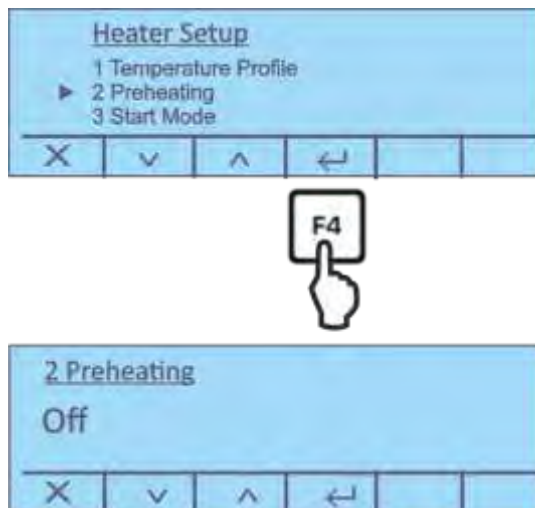 Heater Setup
1 Temperature Profile
▶ 2 Preheating
3 Start Mode
F4
2 Preheating
Off